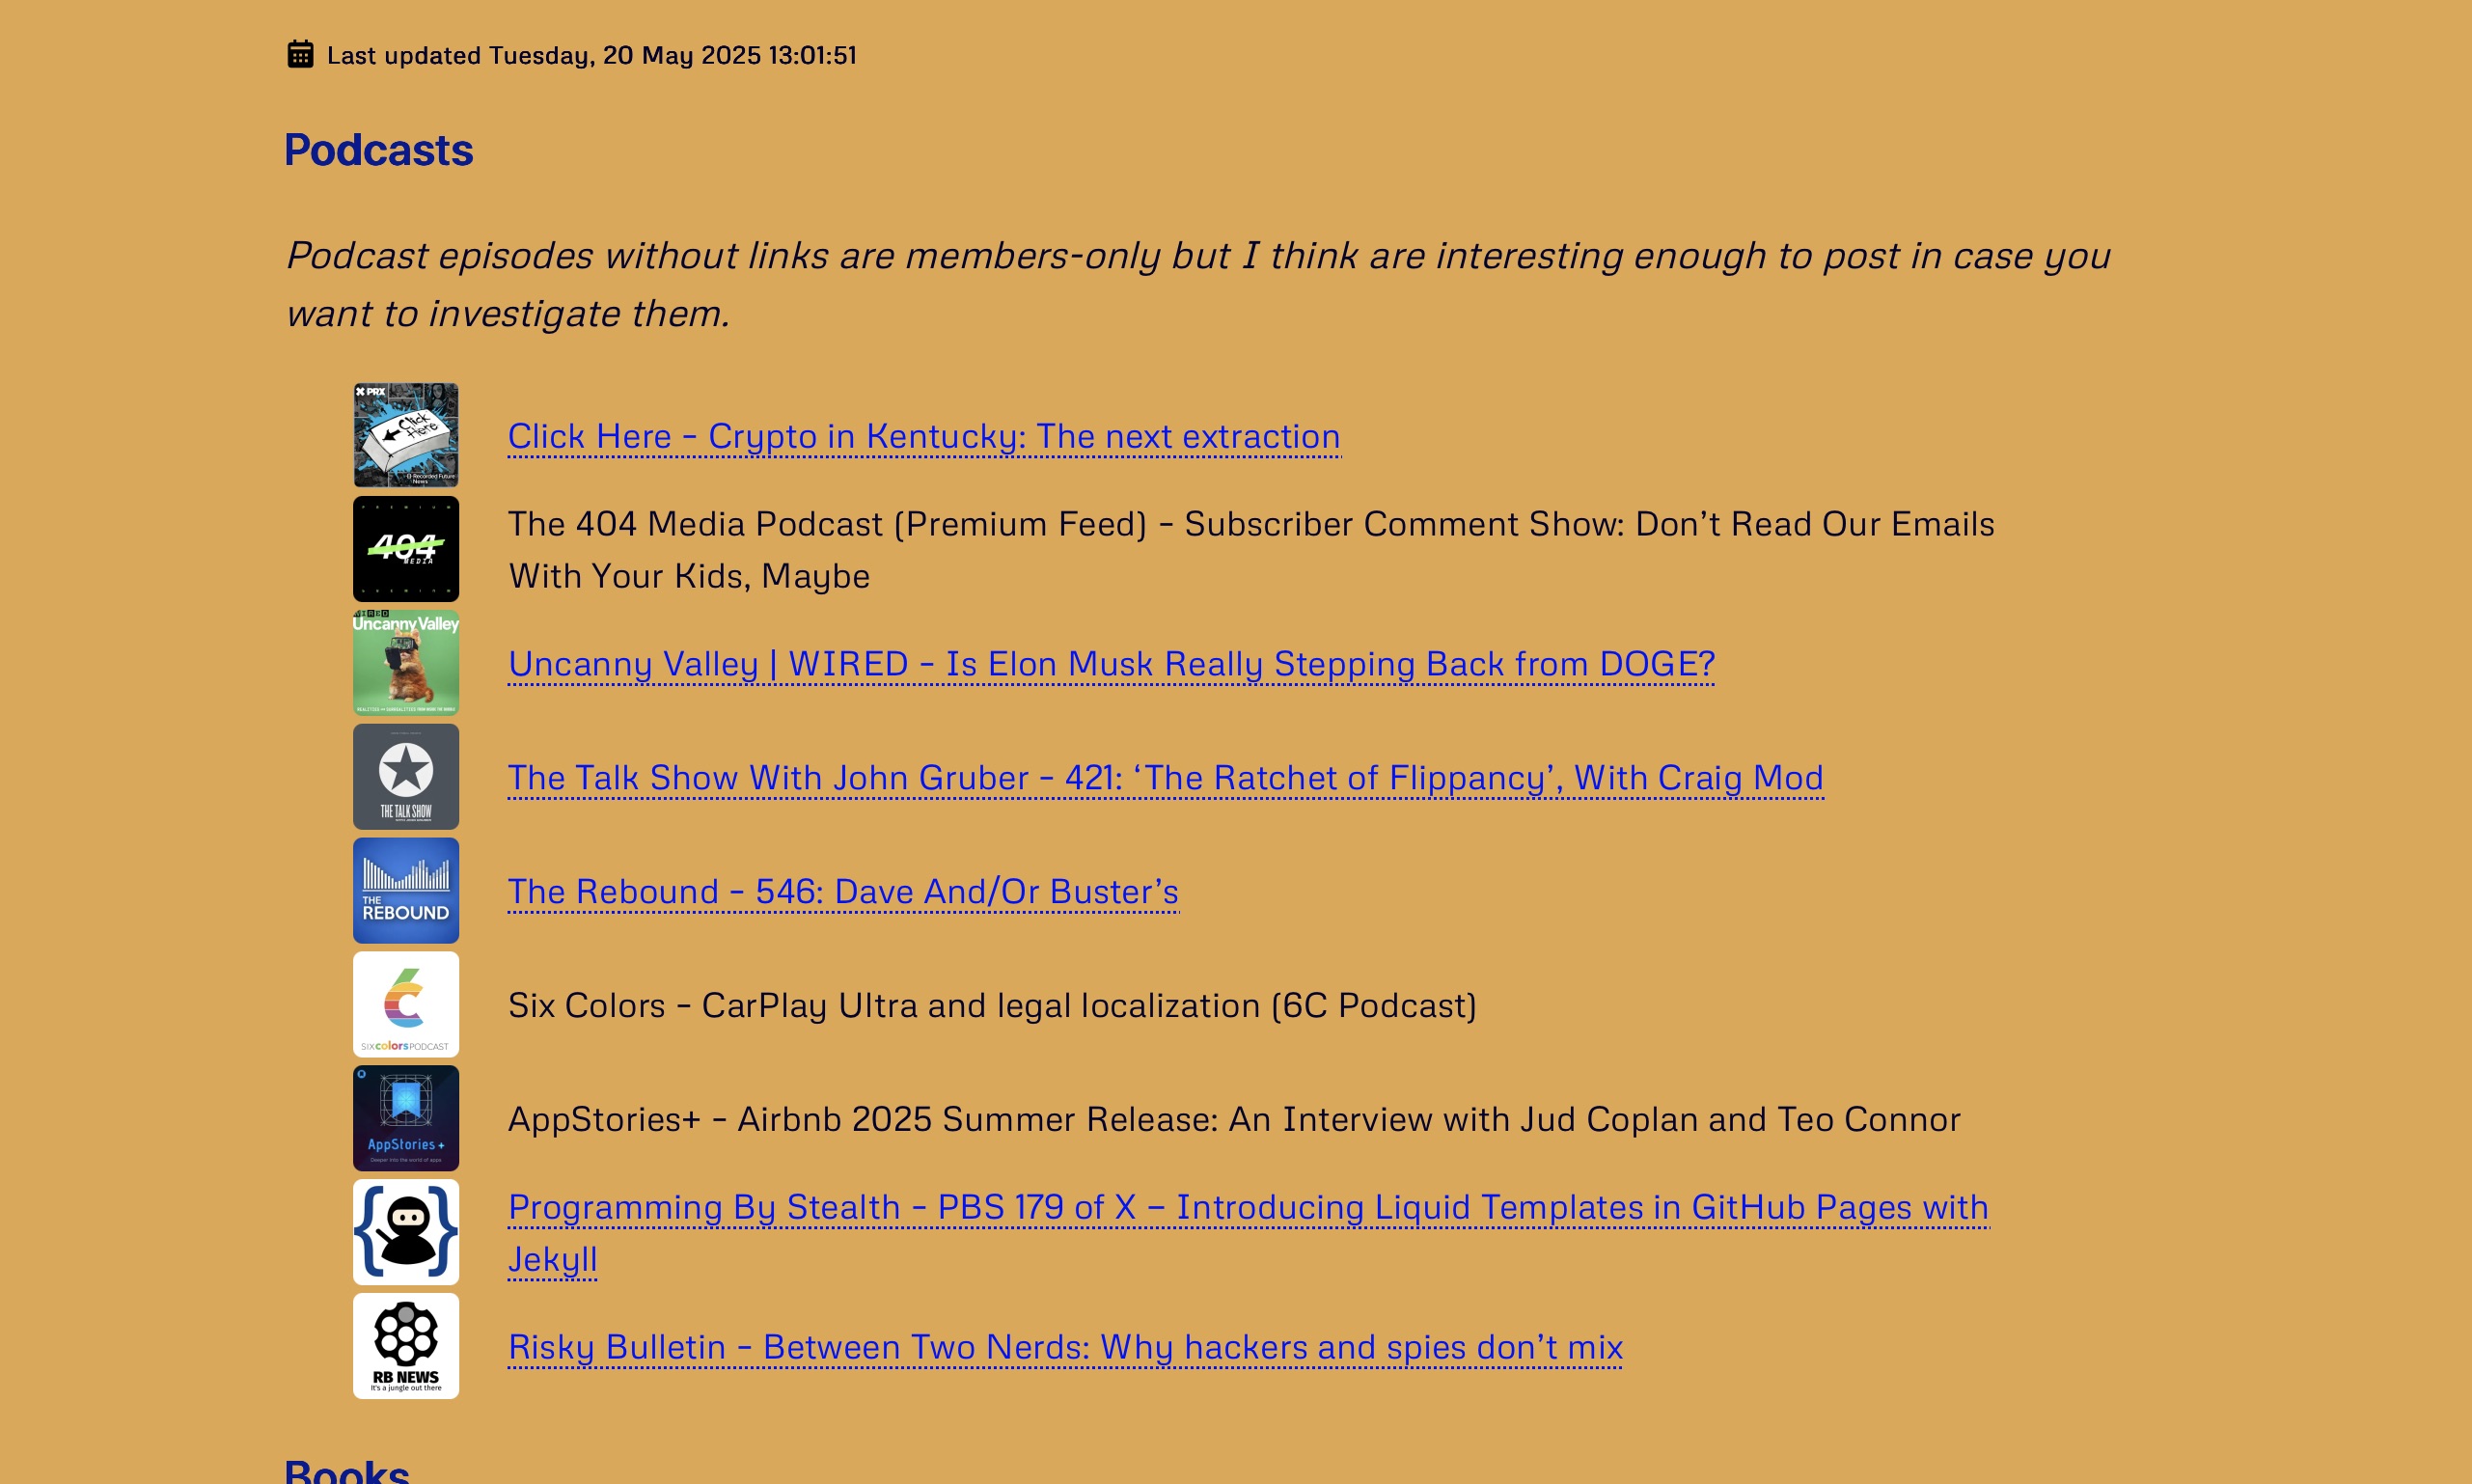 Last updated Tuesday, 20 May 2025 13:01:51
Podcasts
Podcast episodes without links are members-only but I think are interesting enough to post in case you
want to investigate them.
PRX
Click Here
Recorded Future News
Click Here – Crypto in Kentucky: The next extraction
PREMIUM
404
MEDIA
PREMIUM
The 404 Media Podcast (Premium Feed) – Subscriber Comment Show: Don’t Read Our Emails
With Your Kids, Maybe
WIRED
Uncanny Valley
Uncanny Valley | WIRED – Is Elon Musk Really Stepping Back from DOGE?
THE TALK SHOW
WITH JOHN GRUBER
The Talk Show With John Gruber – 421: ‘The Ratchet of Flippancy’, With Craig Mod
THE
REBOUND
The Rebound – 546: Dave And/Or Buster’s
SIXcolorsPODCAST
Six Colors – CarPlay Ultra and legal localization (6C Podcast)
AppStories +
Deeper into the world of apps
AppStories+ – Airbnb 2025 Summer Release: An Interview with Jud Coplan and Teo Connor
Programming By Stealth – PBS 179 of X — Introducing Liquid Templates in GitHub Pages with
Jekyll
RB NEWS
It's a jungle out there
Risky Bulletin – Between Two Nerds: Why hackers and spies don’t mix
Books